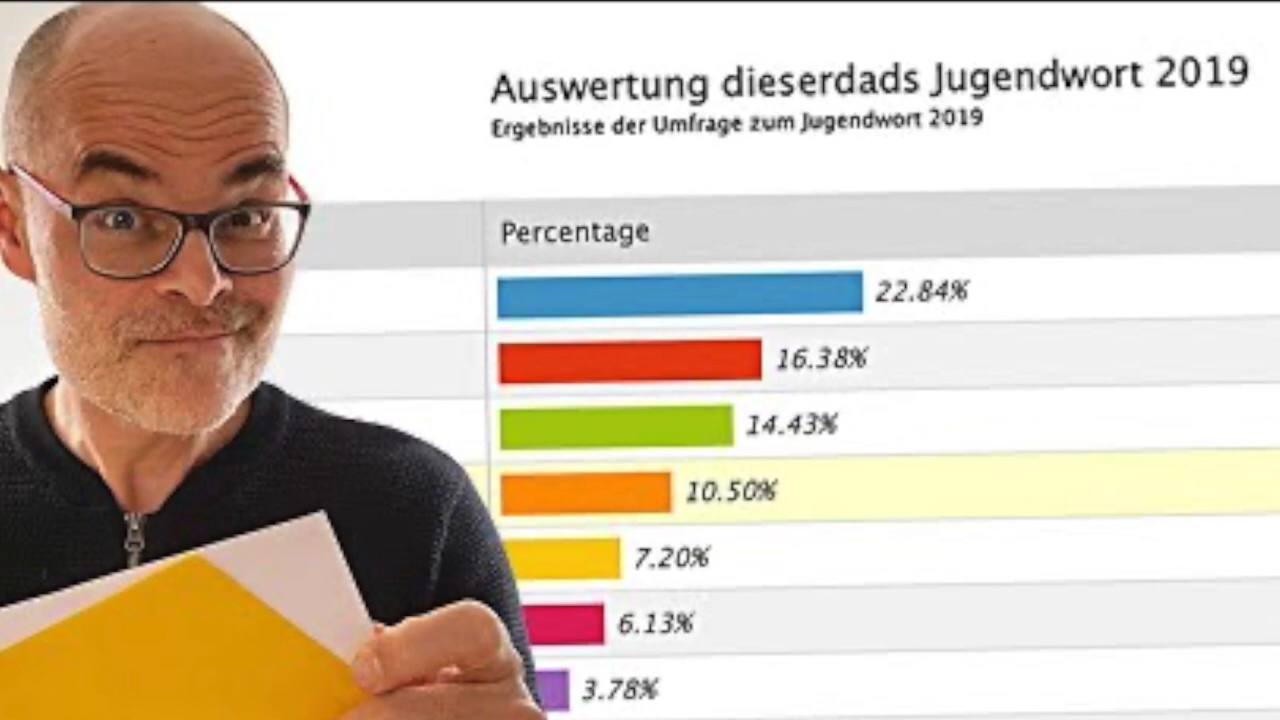 Auswertung dieserdads Jugendwort 2019
Ergebnisse der Umfrage zum Jugendwort 2019
Percentage
22.84%
16.38%
14.43%
10.50%
7.20%
6.13%
3.78%